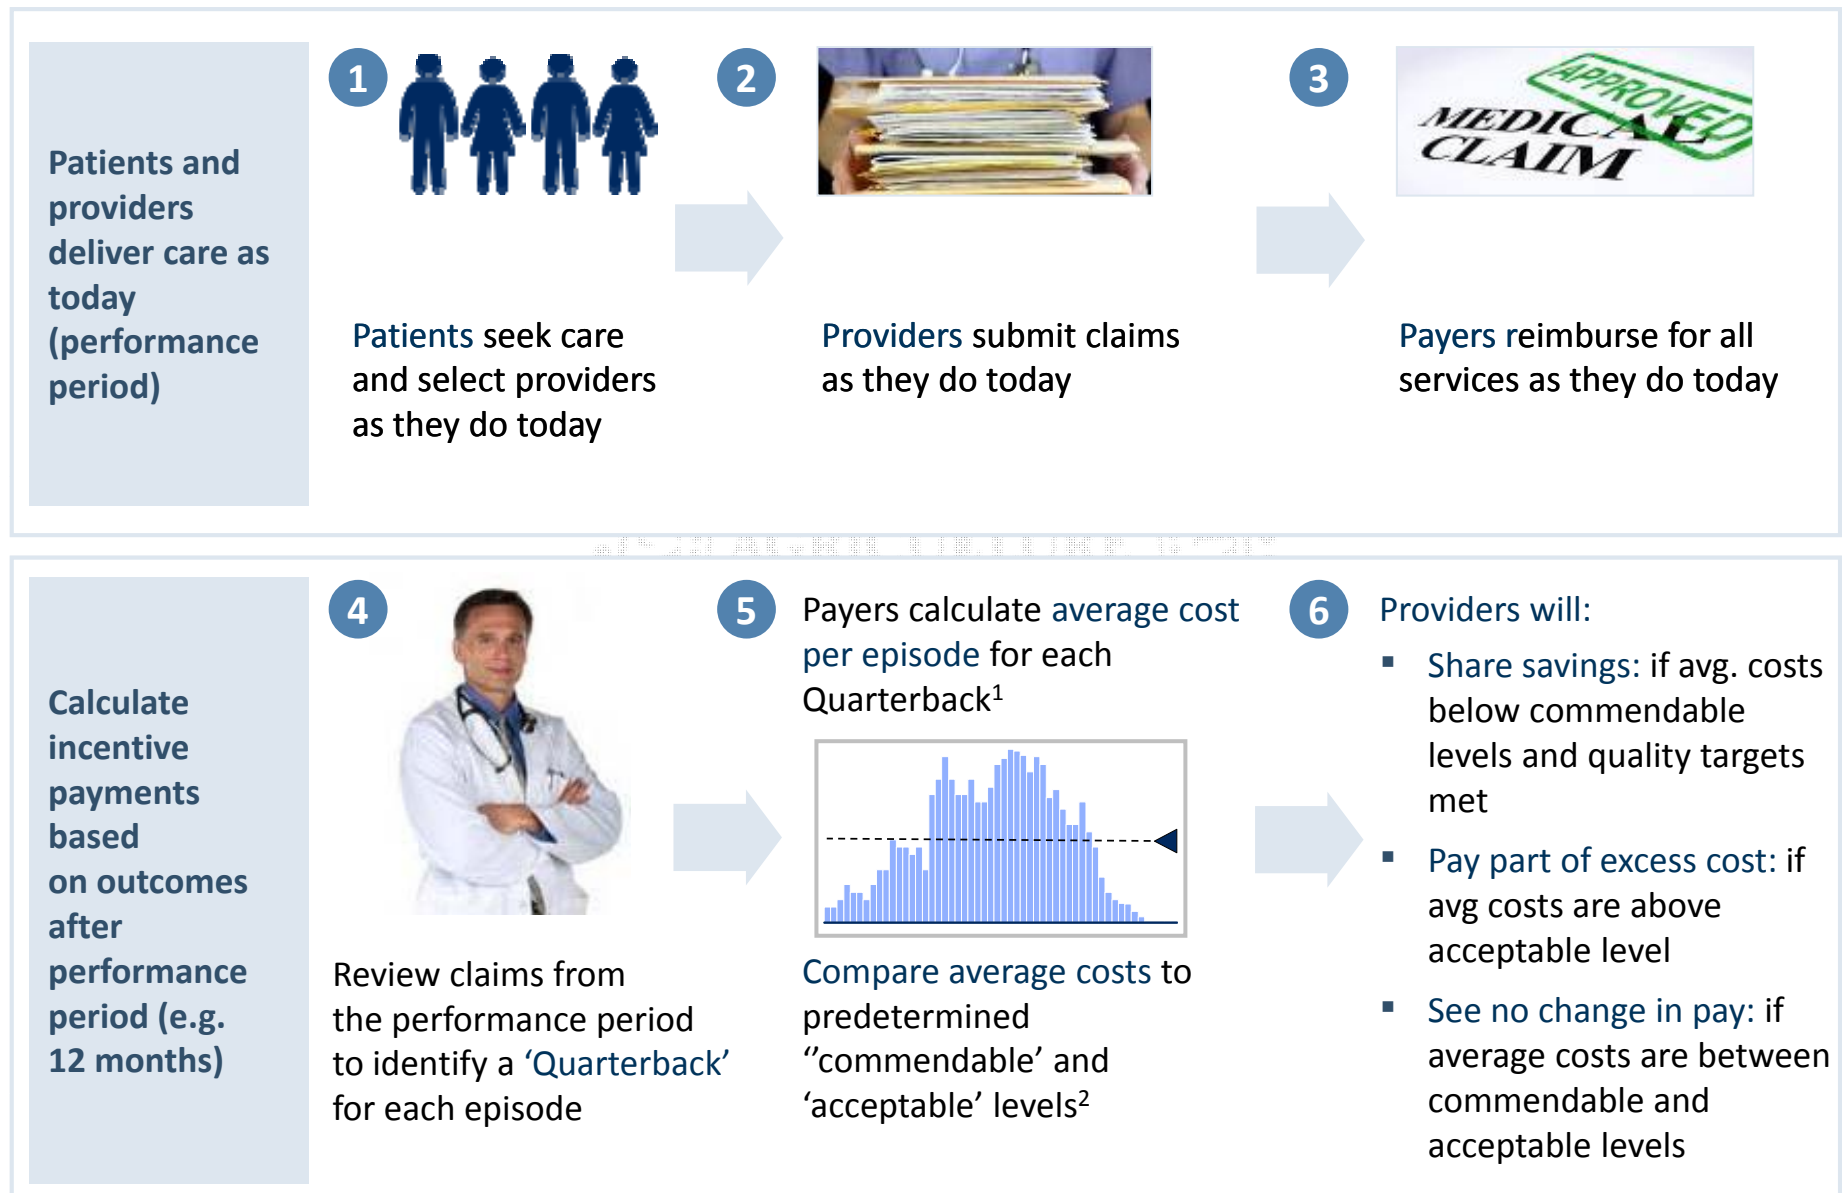 Patients and
providers
deliver care as
today
(performance
period)
1
Patients seek care
and select providers
as they do today
2
Providers submit claims
as they do today
3
APPROVED
MEDICAL
CLAIM
Payers reimburse for all
services as they do today
Calculate
incentive
payments
based
on outcomes
after
performance
period (e.g.
12 months)
4
Review claims from
the performance period
to identify a ‘Quarterback’
for each episode
5
Payers calculate average cost
per episode for each
Quarterback¹
Compare average costs to
predetermined
‘’commendable’ and
‘acceptable’ levels²
6
Providers will:
▪ Share savings: if avg. costs
below commendable
levels and quality targets
met
▪ Pay part of excess cost: if
avg costs are above
acceptable level
▪ See no change in pay: if
average costs are between
commendable and
acceptable levels